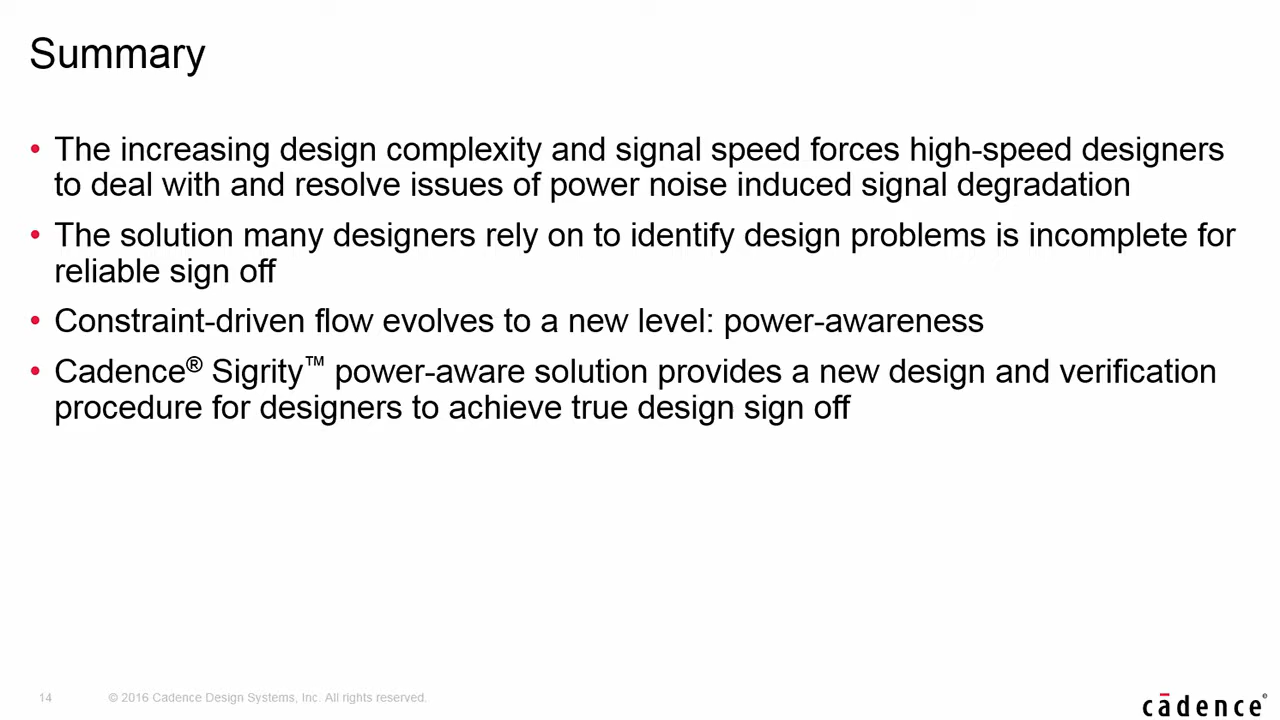 Summary
• The increasing design complexity and signal speed forces high-speed designers
to deal with and resolve issues of power noise induced signal degradation
• The solution many designers rely on to identify design problems is incomplete for
reliable sign off
• Constraint-driven flow evolves to a new level: power-awareness
• Cadence® Sigrity™ power-aware solution provides a new design and verification
procedure for designers to achieve true design sign off
14 © 2016 Cadence Design Systems, Inc. All rights reserved.
cādence®